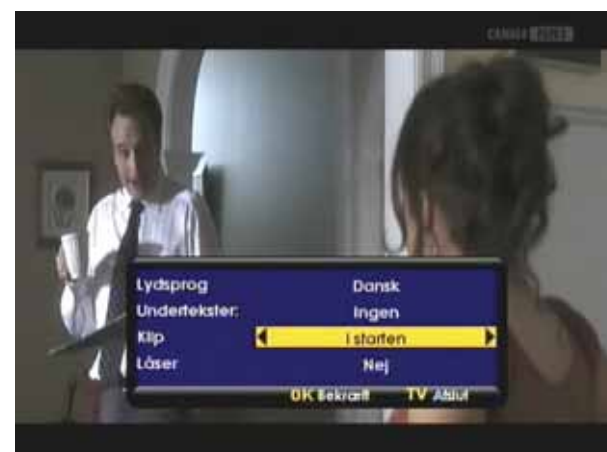 Lydsprog Dansk
Undertekster: Ingen
Klip I starten
Låser Nej
OK Bekræft TV Afslut